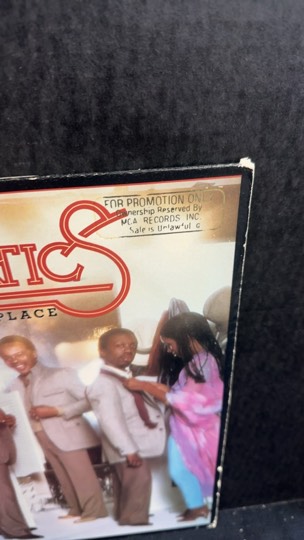 FOR PROMOTION ON
Ownership Reserved By
MCA RECORDS INC.
Sale is Unlawful
TICS
PLACE